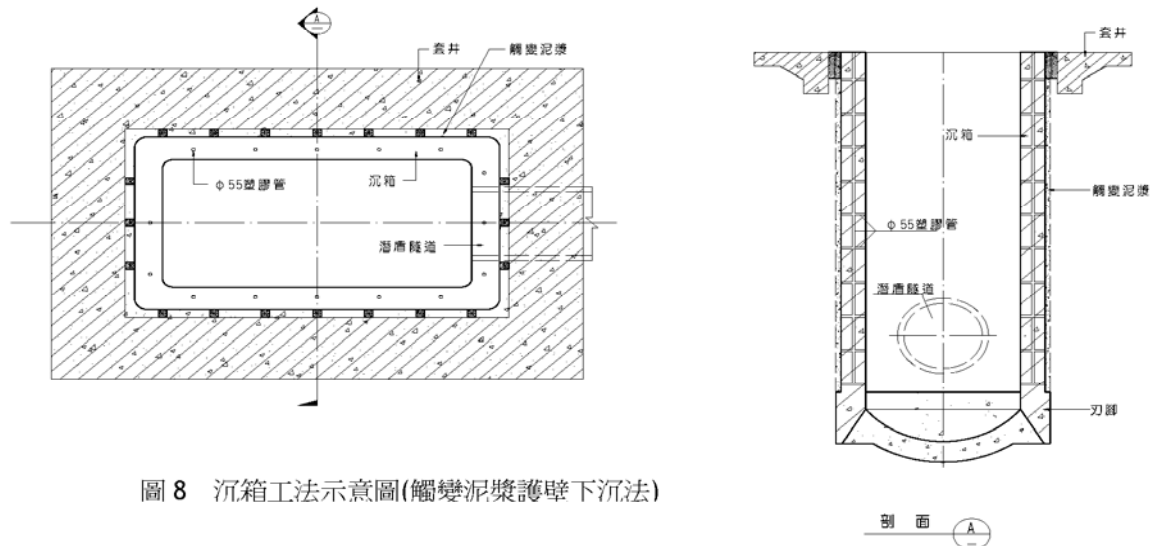 A
套井
觸變泥漿
φ55塑膠管
沉箱
潛盾隧道
圖 8 沉箱工法示意圖(觸變泥漿護壁下沉法)
套井
沉箱
觸變泥漿
φ55塑膠管
潛盾隧道
刃腳
剖 面 A